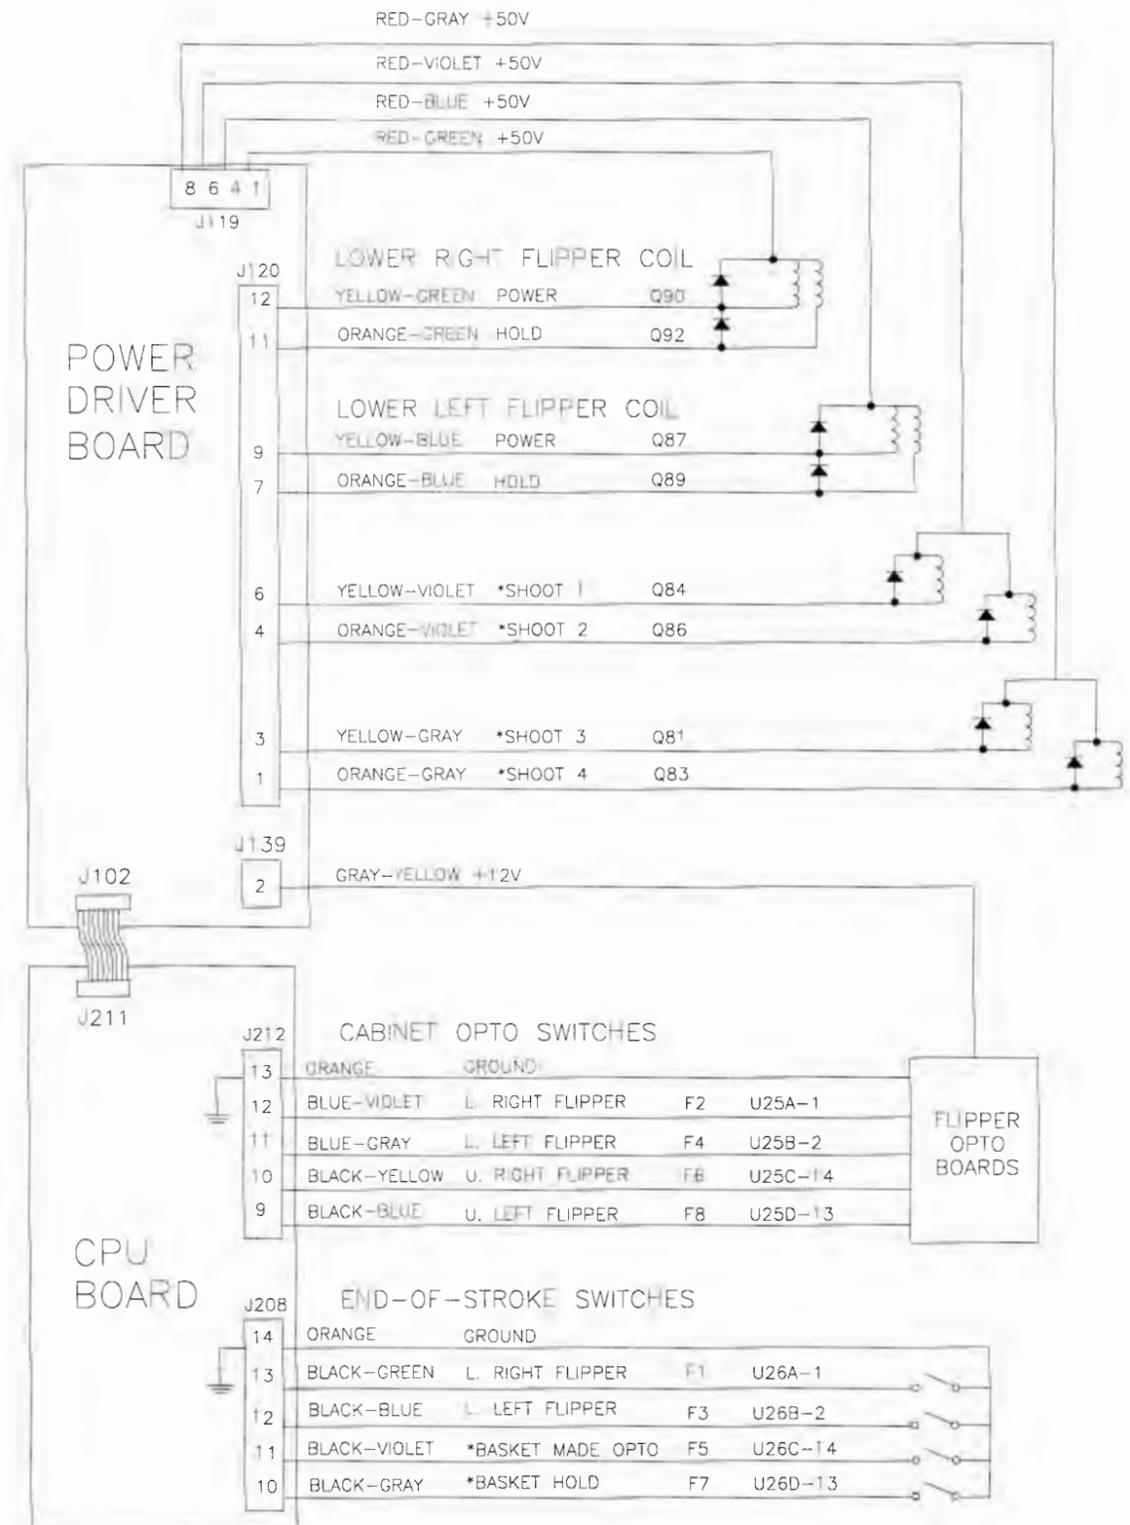 RED-GRAY +50V
RED-VIOLET +50V
RED-BLUE +50V
RED-GREEN +50V
8 6 4 1
J119
J120
LOWER RIGHT FLIPPER COIL
12 YELLOW-GREEN POWER Q90
11 ORANGE-GREEN HOLD Q92
POWER
DRIVER
BOARD
LOWER LEFT FLIPPER COIL
9 YELLOW-BLUE POWER Q87
7 ORANGE-BLUE HOLD Q89
6 YELLOW-VIOLET *SHOOT 1 Q84
4 ORANGE-VIOLET *SHOOT 2 Q86
3 YELLOW-GRAY *SHOOT 3 Q81
1 ORANGE-GRAY *SHOOT 4 Q83
J139
2 GRAY-YELLOW +12V
J102
J211
J212
CABINET OPTO SWITCHES
13 ORANGE GROUND
12 BLUE-VIOLET L. RIGHT FLIPPER F2 U25A-1
11 BLUE-GRAY L. LEFT FLIPPER F4 U25B-2
10 BLACK-YELLOW U. RIGHT FLIPPER F6 U25C-14
9 BLACK-BLUE U. LEFT FLIPPER F8 U25D-13
FLIPPER
OPTO
BOARDS
CPU
BOARD
J208
END-OF-STROKE SWITCHES
14 ORANGE GROUND
13 BLACK-GREEN L. RIGHT FLIPPER F1 U26A-1
12 BLACK-BLUE L. LEFT FLIPPER F3 U26B-2
11 BLACK-VIOLET *BASKET MADE OPTO F5 U26C-14
10 BLACK-GRAY *BASKET HOLD F7 U26D-13